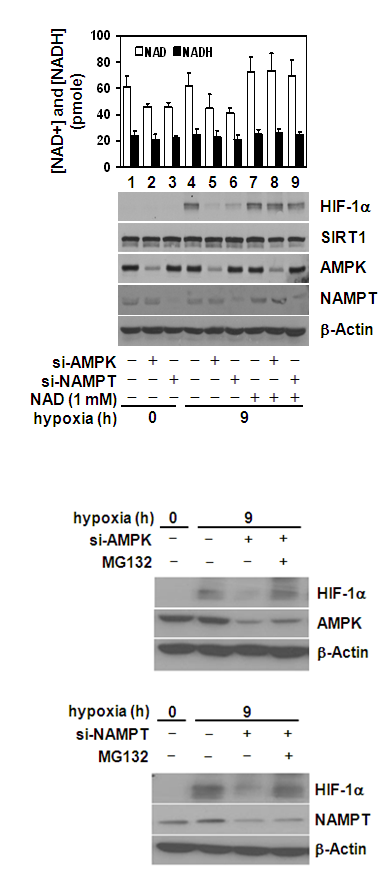 [NAD+] and [NADH]
(pmole)
100
80
60
40
20
0
NAD NADH
1 2 3 4 5 6 7 8 9
HIF-1α
SIRT1
AMPK
NAMPT
β-Actin
si-AMPK – + – – + – – + –
si-NAMPT – – + – – + – – +
NAD (1 mM) – – – – – – + + +
hypoxia (h) 0 9
hypoxia (h) 0 9
si-AMPK – – + +
MG132 – – – +
HIF-1α
AMPK
β-Actin
hypoxia (h) 0 9
si-NAMPT – – + +
MG132 – – – +
HIF-1α
NAMPT
β-Actin